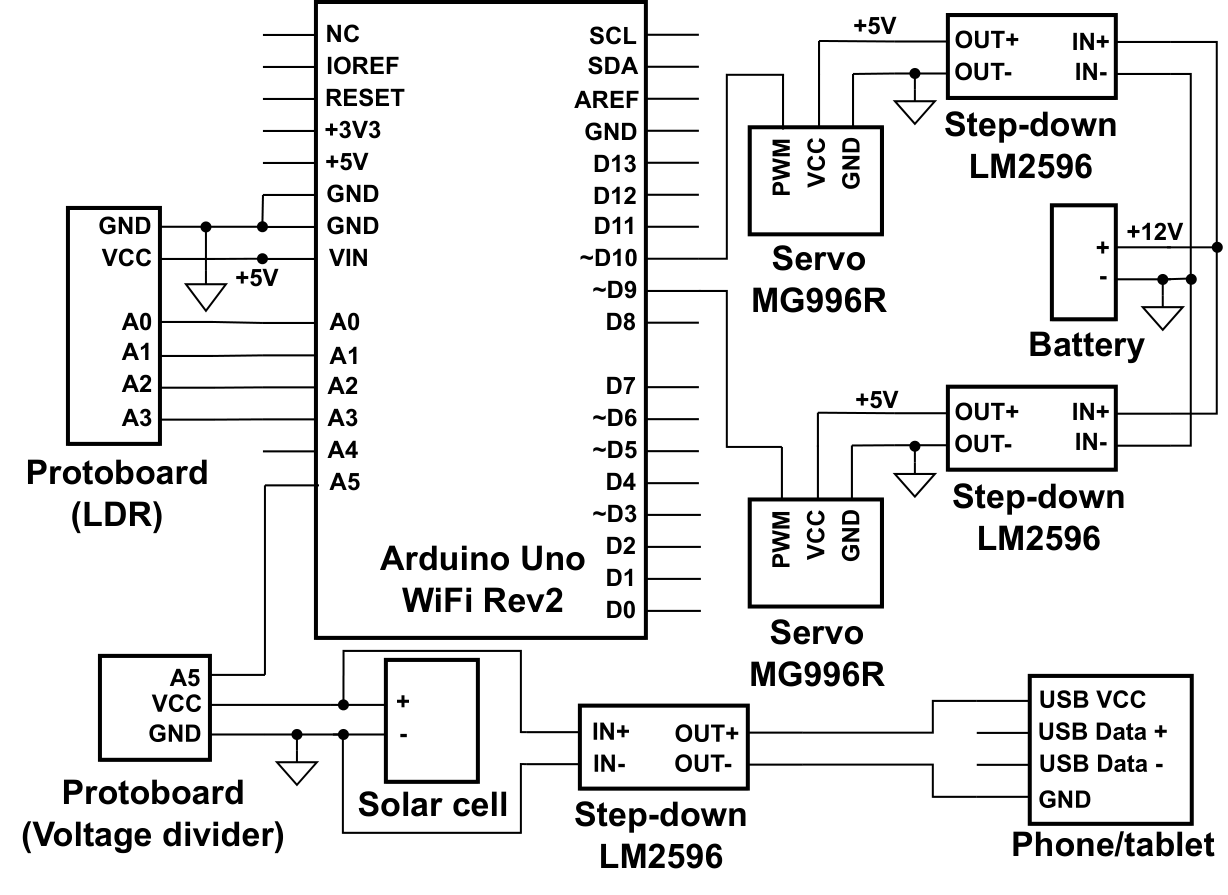 NC
IOREF
RESET
+3V3
+5V
GND
GND
VIN
A0
A1
A2
A3
A4
A5
SCL
SDA
AREF
GND
D13
D12
D11
~D10
~D9
D8
D7
~D6
~D5
D4
~D3
D2
D1
D0
Arduino Uno
WiFi Rev2
GND
VCC
+5V
A0
A1
A2
A3
Protoboard
(LDR)
A5
VCC
GND
Protoboard
(Voltage divider)
+
-
Solar cell
IN+
IN-
OUT+
OUT-
Step-down
LM2596
USB VCC
USB Data +
USB Data -
GND
Phone/tablet
PWM
VCC
GND
Servo
MG996R
+5V
OUT+
OUT-
IN+
IN-
Step-down
LM2596
+12V
+
-
Battery
+5V
OUT+
OUT-
IN+
IN-
Step-down
LM2596
PWM
VCC
GND
Servo
MG996R